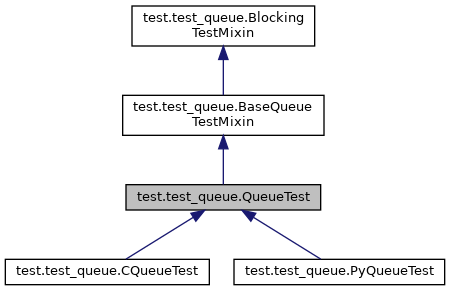 test.test_queue.Blocking
TestMixin
test.test_queue.BaseQueue
TestMixin
test.test_queue.QueueTest
test.test_queue.CQueueTest
test.test_queue.PyQueueTest